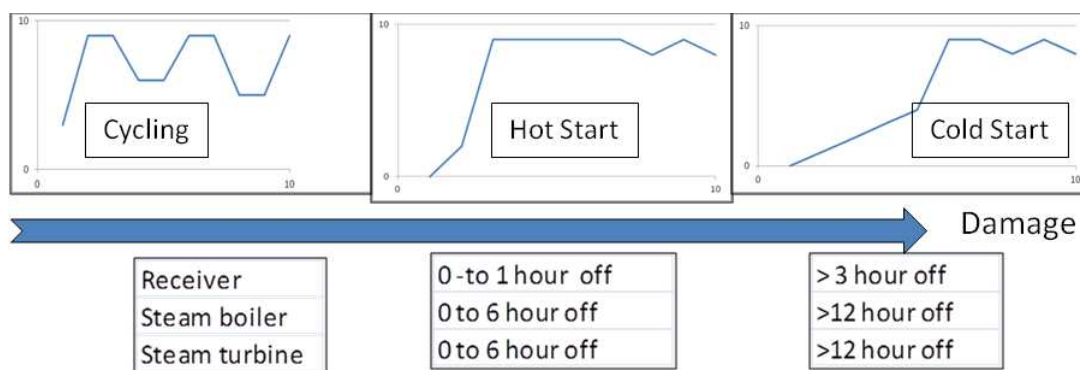 10
Cycling
0
0
10
10
Hot Start
0
0
10
10
Cold Start
0
0
10
Damage
Receiver
Steam boiler
Steam turbine
0 -to 1 hour off
0 to 6 hour off
0 to 6 hour off
> 3 hour off
>12 hour off
>12 hour off